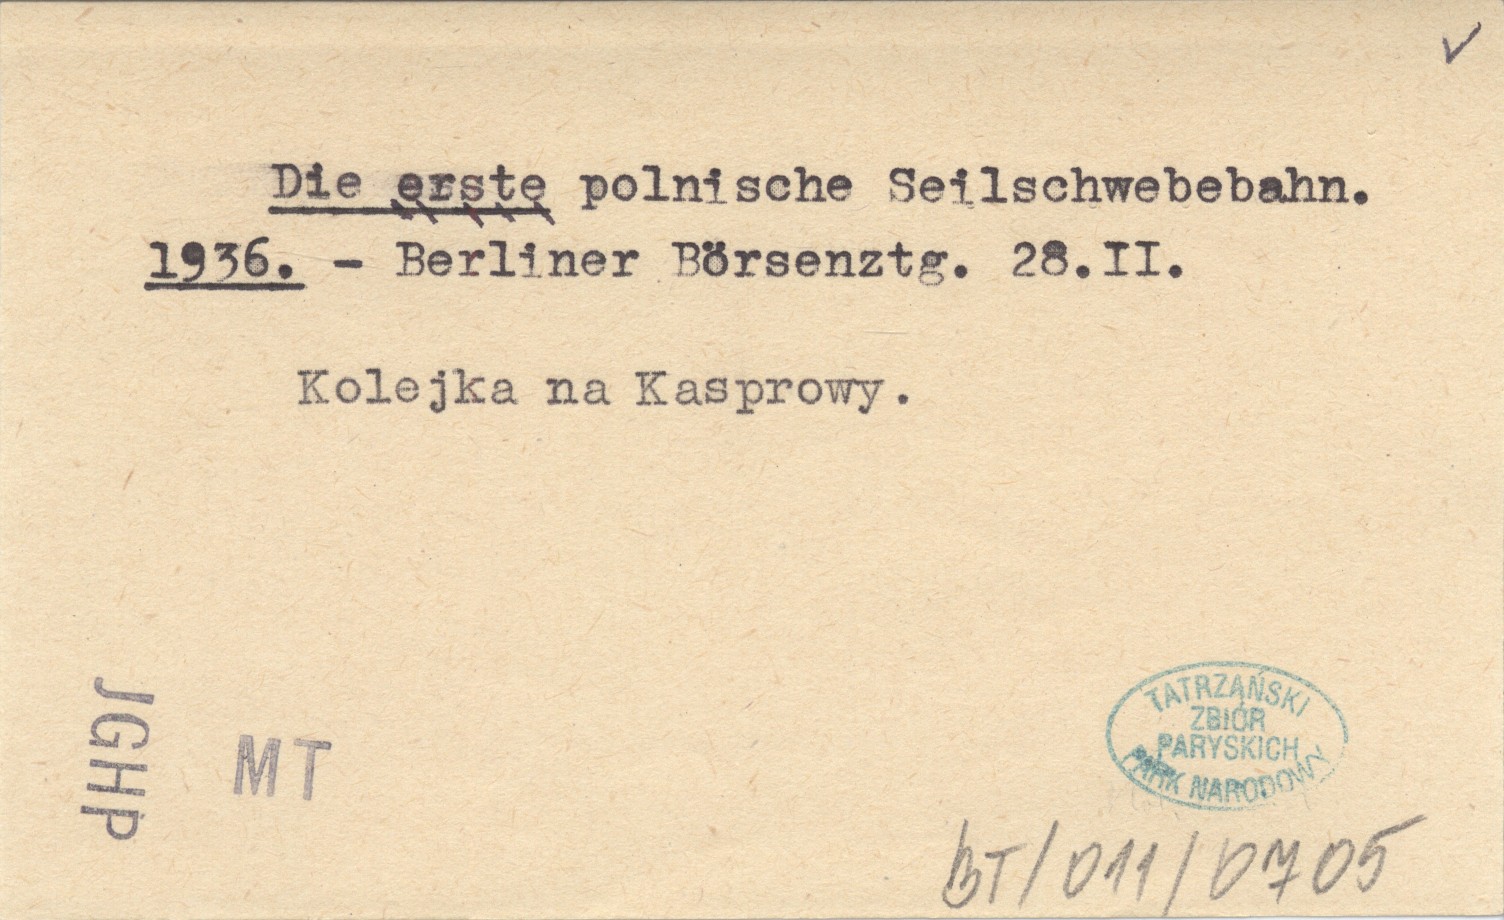 Die erste polnische Seilschwebebahn.
1936. - Berliner Börsenztg. 28.II.
Kolejka na Kasprowy.
JGHP
MT
TATRZAŃSKI
ZBIÓR
PARYSKICH
PARK NARODOWY
BT/011/0705